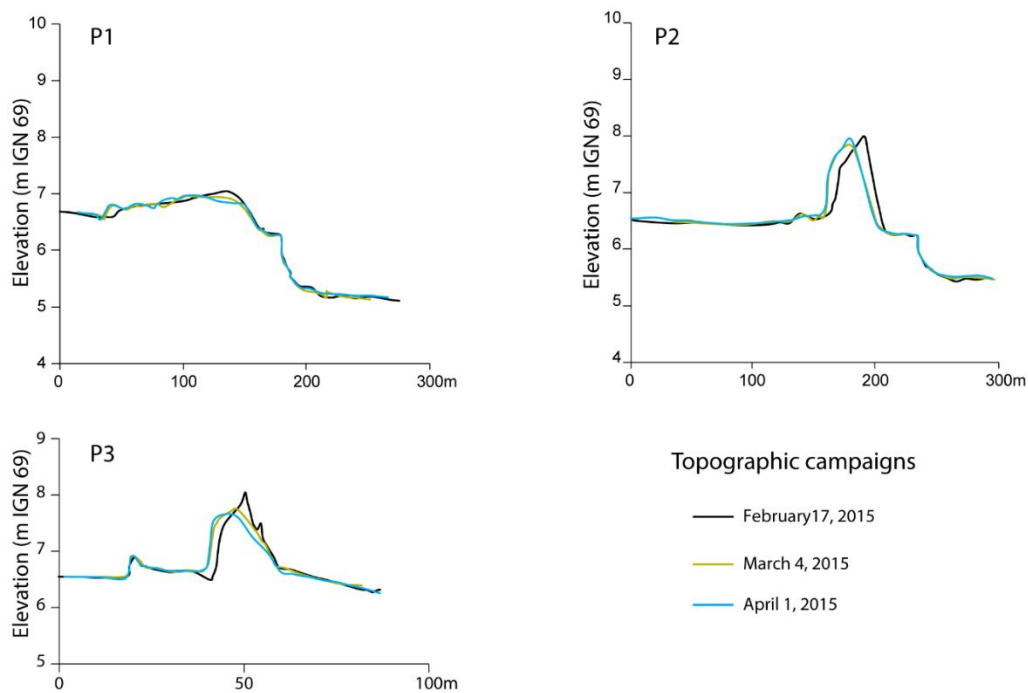 P1
Elevation (m IGN 69)
10
9
8
7
6
5
4
0
100
200
300m
P2
Elevation (m IGN 69)
10
9
8
7
6
5
4
0
100
200
300m
P3
Elevation (m IGN 69)
9
8
7
6
5
0
50
100m
Topographic campaigns
February17, 2015
March 4, 2015
April 1, 2015